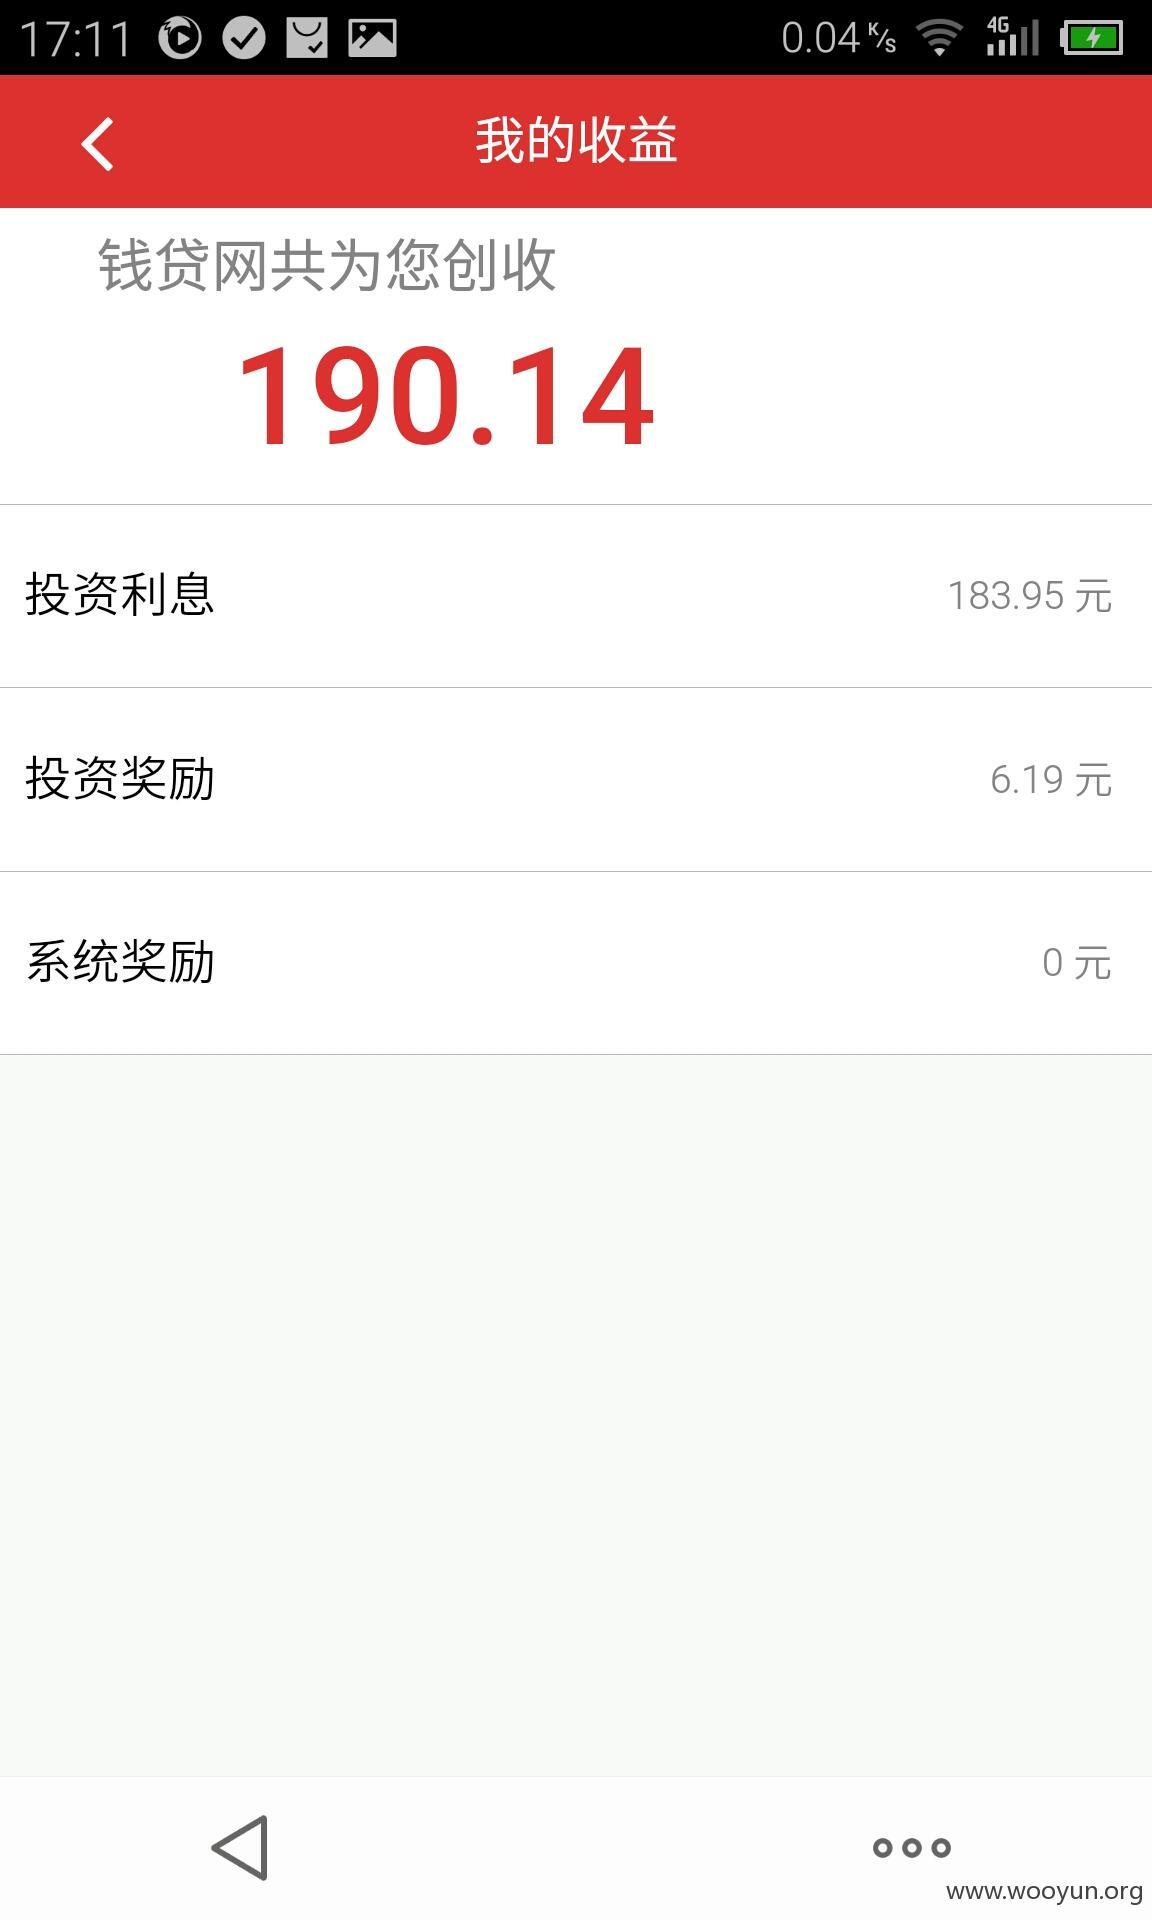 17:11 0.04 K/S 4G
我的收益
钱贷网共为您创收
190.14
投资利息 183.95 元
投资奖励 6.19 元
系统奖励 0 元
www.wooyun.org